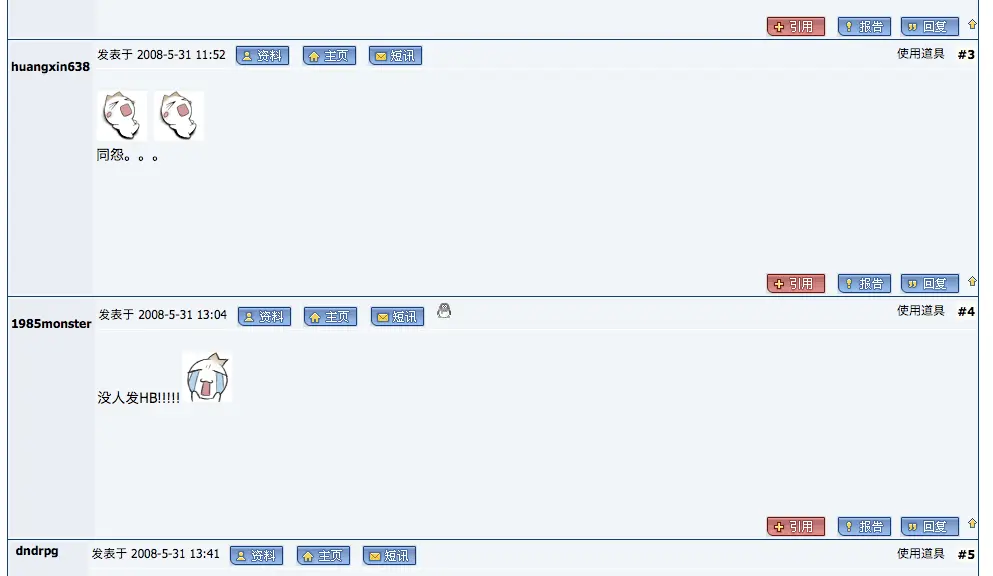 引用 报告 回复
huangxin638
发表于 2008-5-31 11:52 资料 主页 短讯 使用道具 #3
同怨。。。
引用 报告 回复
1985monster
发表于 2008-5-31 13:04 资料 主页 短讯 使用道具 #4
没人发HB!!!!!
引用 报告 回复
dndrpg
发表于 2008-5-31 13:41 资料 主页 短讯 使用道具 #5